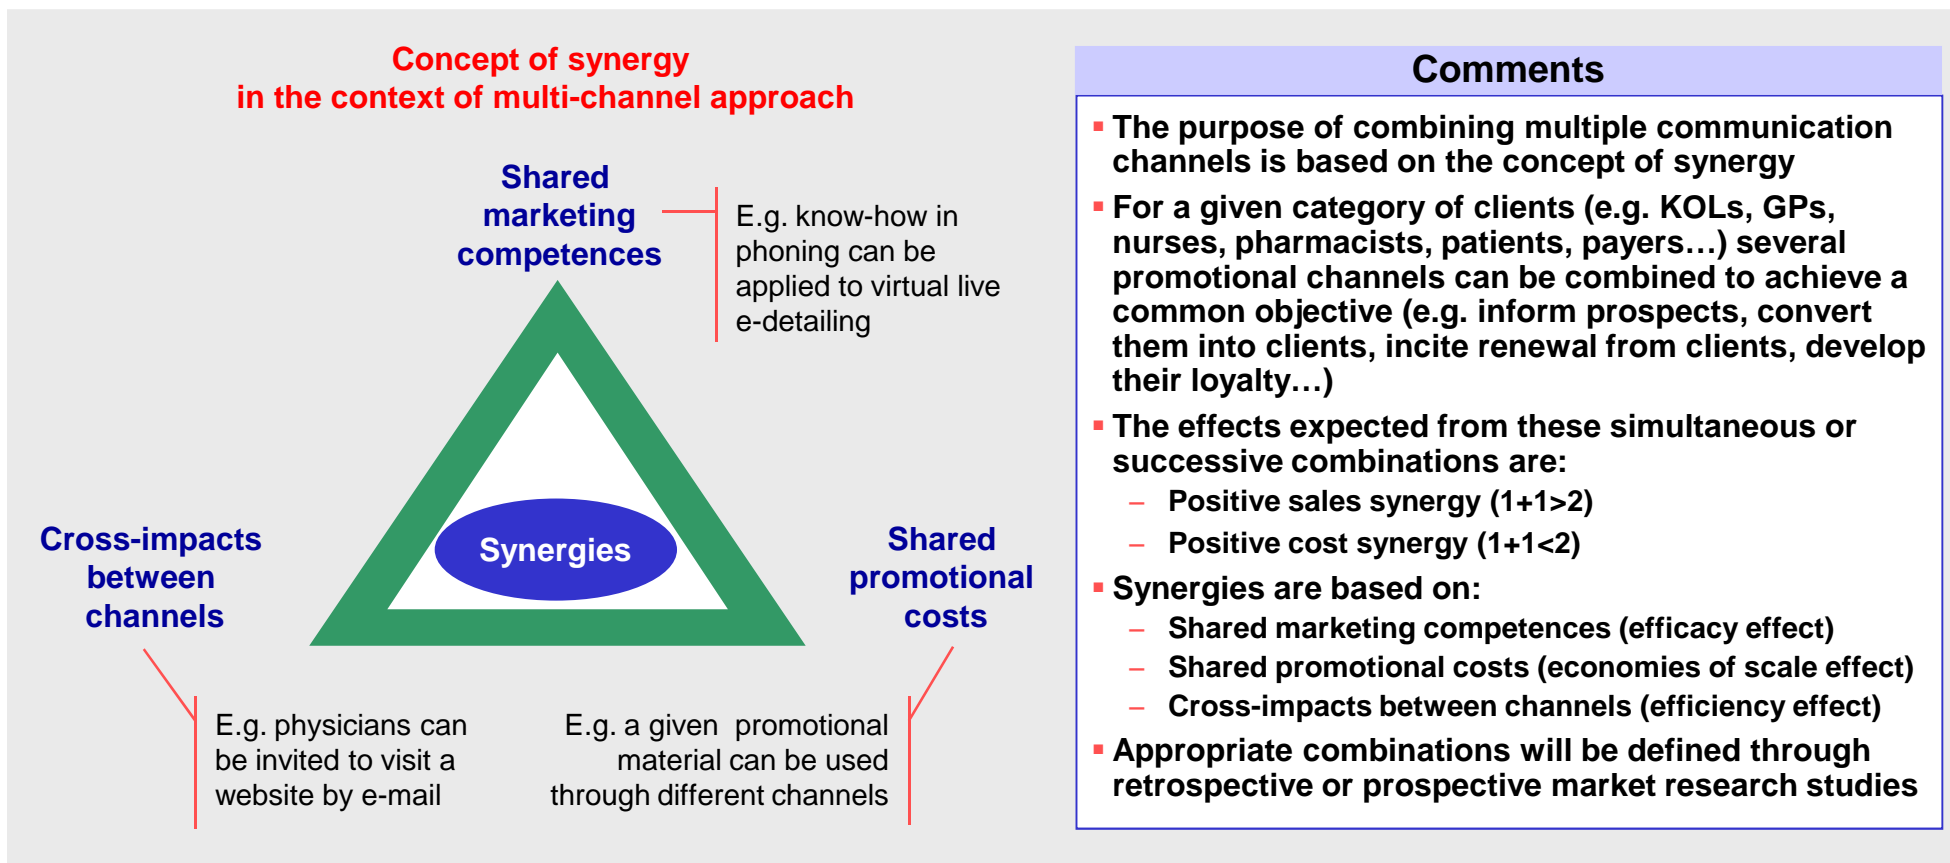 Concept of synergy
in the context of multi-channel approach
Shared
marketing
competences
E.g. know-how in
phoning can be
applied to virtual live
e-detailing
Synergies
Cross-impacts
between
channels
Shared
promotional
costs
E.g. physicians can
be invited to visit a
website by e-mail
E.g. a given promotional
material can be used
through different channels
Comments
▪ The purpose of combining multiple communication
channels is based on the concept of synergy
▪ For a given category of clients (e.g. KOLs, GPs,
nurses, pharmacists, patients, payers…) several
promotional channels can be combined to achieve a
common objective (e.g. inform prospects, convert
them into clients, incite renewal from clients, develop
their loyalty…)
▪ The effects expected from these simultaneous or
successive combinations are:
– Positive sales synergy (1+1>2)
– Positive cost synergy (1+1<2)
▪ Synergies are based on:
– Shared marketing competences (efficacy effect)
– Shared promotional costs (economies of scale effect)
– Cross-impacts between channels (efficiency effect)
▪ Appropriate combinations will be defined through
retrospective or prospective market research studies